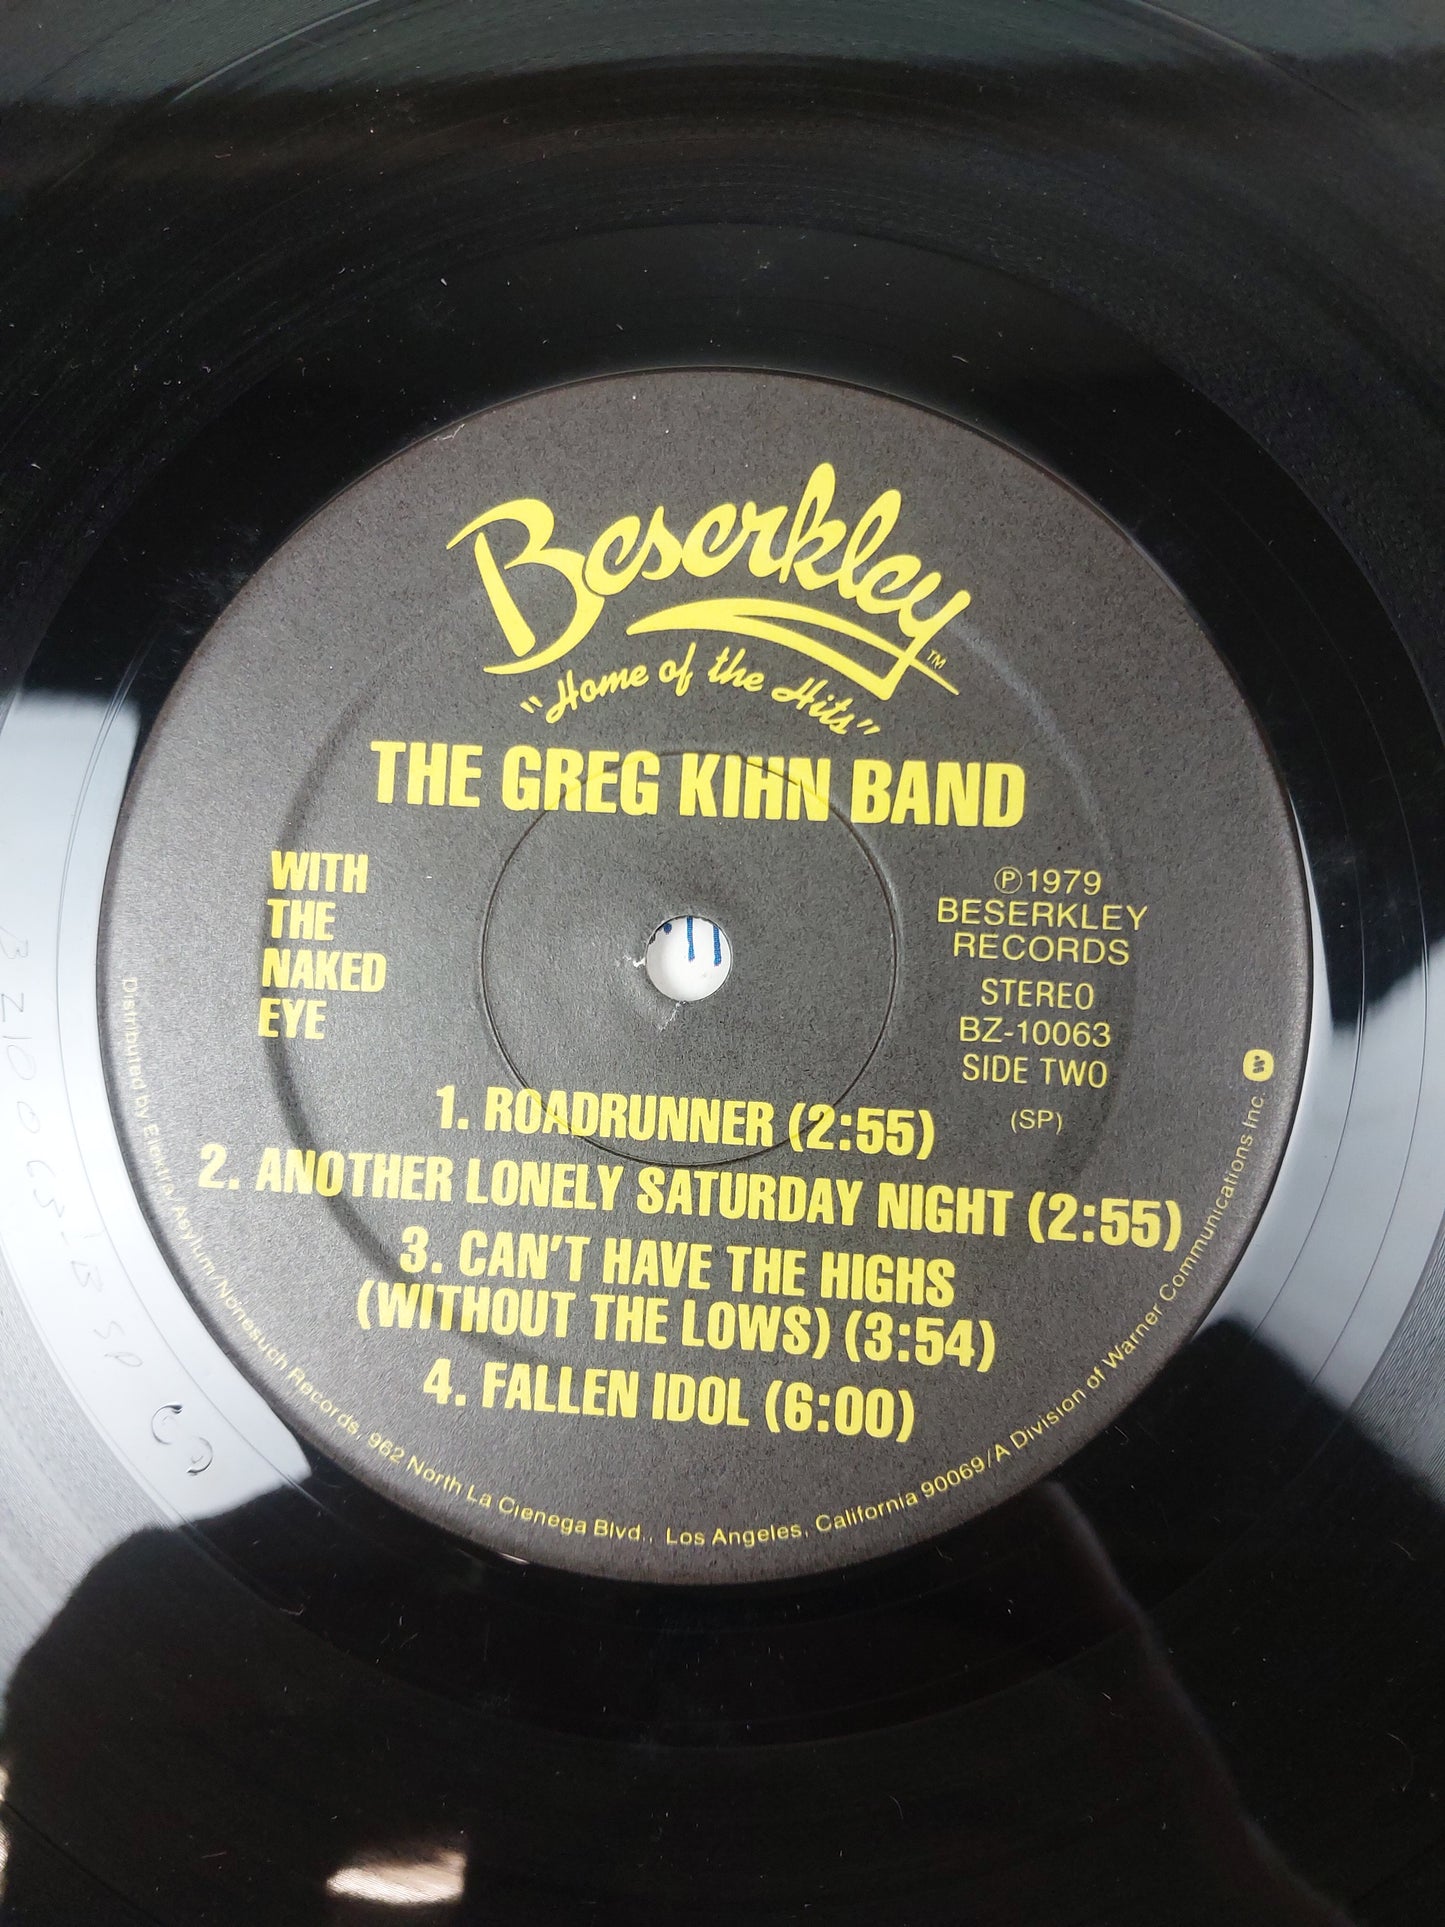 Beserkley™
"Home of the Hits"
THE GREG KIHN BAND
WITH
THE
NAKED
EYE
℗1979
BESERKLEY
RECORDS
STEREO
BZ-10063
SIDE TWO
(SP)
1. ROADRUNNER (2:55)
2. ANOTHER LONELY SATURDAY NIGHT (2:55)
3. CAN'T HAVE THE HIGHS
(WITHOUT THE LOWS) (3:54)
4. FALLEN IDOL (6:00)
Distributed by Elektra/Asylum/Nonesuch Records, 962 North La Cienega Blvd., Los Angeles, California 90069/A Division of Warner Communications Inc.
BZ10063-B SP